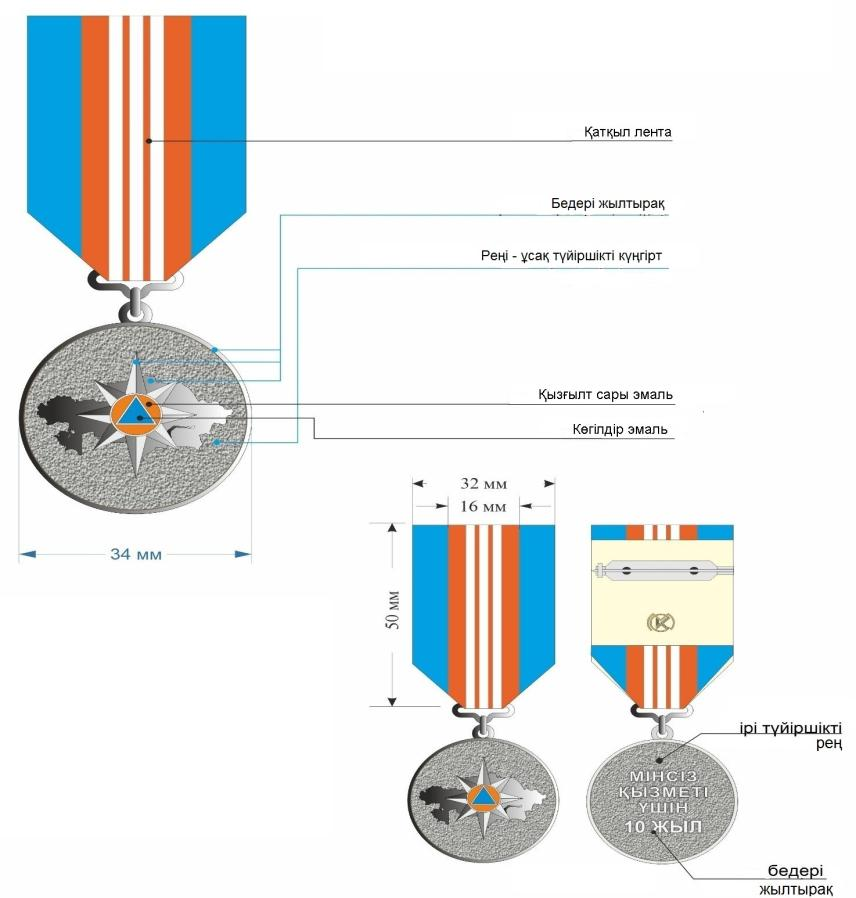 Қатқыл лента
Бедері жылтырақ
Реңі - ұсақ түйіршікті күңгірт
Қызғылт сары эмаль
Көгілдір эмаль
34 мм
32 мм
16 мм
50 мм
ірі түйіршікті
рең
МІНСІЗ
ҚЫЗМЕТІ
ҮШІН
10 ЖЫЛ
бедері
жылтырақ